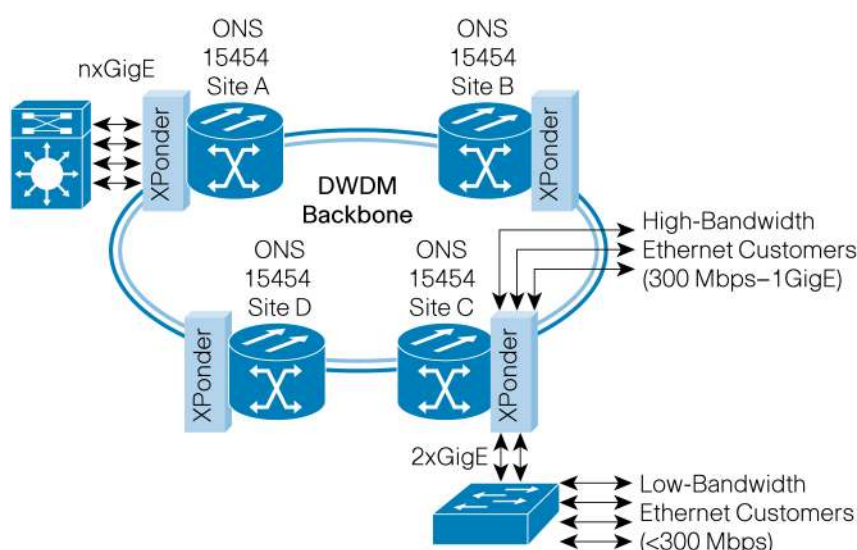 ONS
15454
Site A
ONS
15454
Site B
nxGigE
XPonder
XPonder
DWDM
Backbone
High-Bandwidth
Ethernet Customers
(300 Mbps–1GigE)
ONS
15454
Site D
ONS
15454
Site C
XPonder
XPonder
2xGigE
Low-Bandwidth
Ethernet Customers
(<300 Mbps)